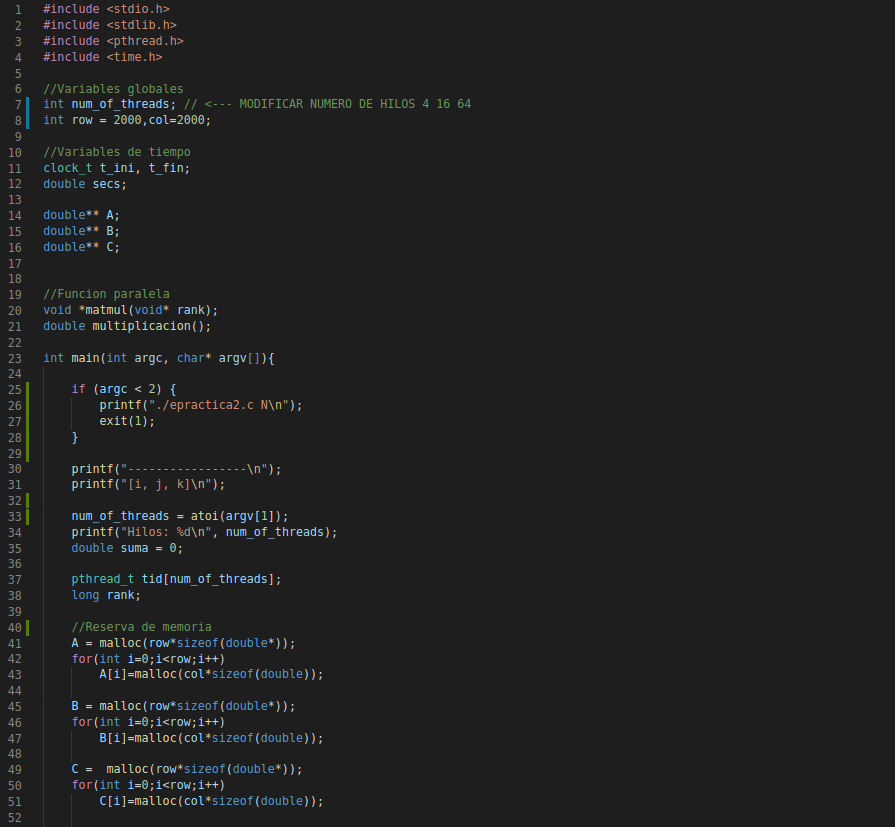 1 #include <stdio.h>
2 #include <stdlib.h>
3 #include <pthread.h>
4 #include <time.h>
5
6 //Variables globales
7 int num_of_threads; // <--- MODIFICAR NUMERO DE HILOS 4 16 64
8 int row = 2000,col=2000;
9
10 //Variables de tiempo
11 clock_t t_ini, t_fin;
12 double secs;
13
14 double** A;
15 double** B;
16 double** C;
17
18
19 //Funcion paralela
20 void *matmul(void* rank);
21 double multiplicacion();
22
23 int main(int argc, char* argv[]){
24
25     if (argc < 2) {
26         printf("./epractica2.c N\n");
27         exit(1);
28     }
29
30     printf("-----------------\n");
31     printf("[i, j, k]\n");
32
33     num_of_threads = atoi(argv[1]);
34     printf("Hilos: %d\n", num_of_threads);
35     double suma = 0;
36
37     pthread_t tid[num_of_threads];
38     long rank;
39
40     //Reserva de memoria
41     A = malloc(row*sizeof(double*));
42     for(int i=0;i<row;i++)
43         A[i]=malloc(col*sizeof(double));
44
45     B = malloc(row*sizeof(double*));
46     for(int i=0;i<row;i++)
47         B[i]=malloc(col*sizeof(double));
48
49     C =  malloc(row*sizeof(double*));
50     for(int i=0;i<row;i++)
51         C[i]=malloc(col*sizeof(double));
52